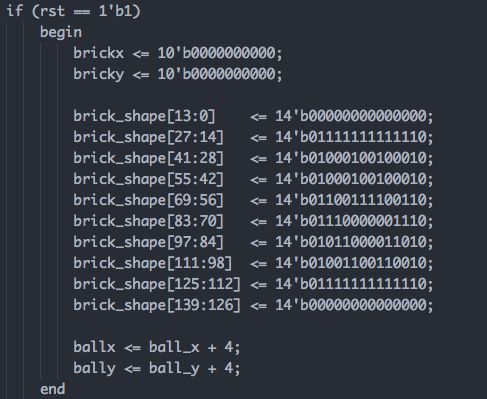 if (rst == 1'b1)
begin
brickx <= 10'b0000000000;
bricky <= 10'b0000000000;
brick_shape[13:0] <= 14'b00000000000000;
brick_shape[27:14] <= 14'b01111111111110;
brick_shape[41:28] <= 14'b01000100100010;
brick_shape[55:42] <= 14'b01000100100010;
brick_shape[69:56] <= 14'b01100111100110;
brick_shape[83:70] <= 14'b01110000001110;
brick_shape[97:84] <= 14'b01011000011010;
brick_shape[111:98] <= 14'b01001100110010;
brick_shape[125:112] <= 14'b01111111111110;
brick_shape[139:126] <= 14'b00000000000000;
ballx <= ball_x + 4;
bally <= ball_y + 4;
end